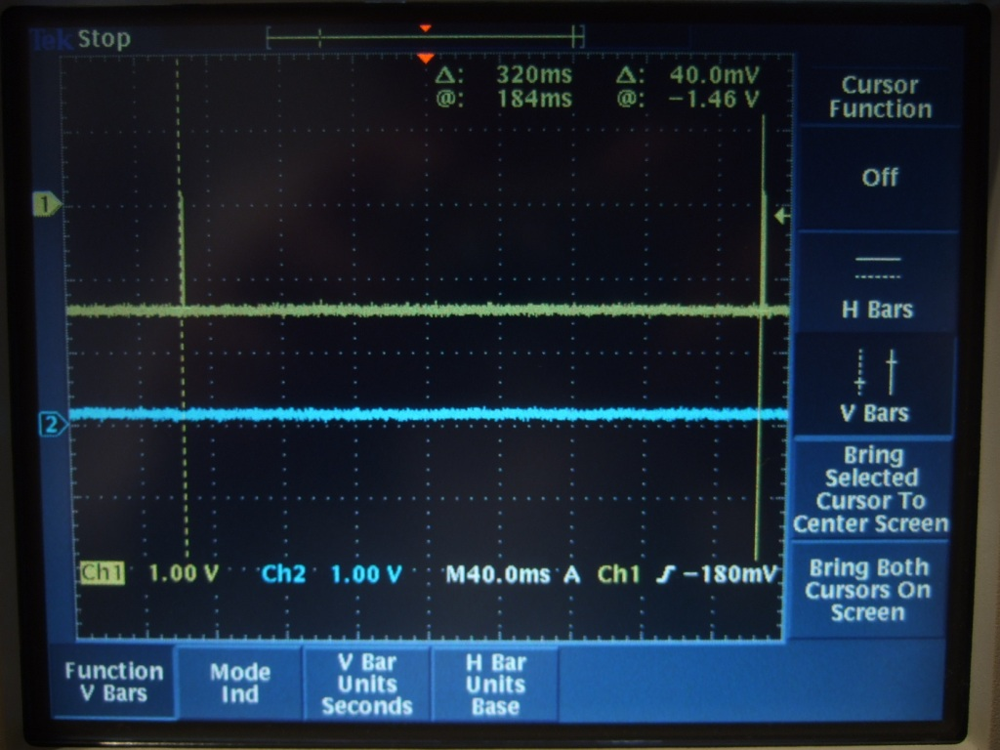 Tek Stop
Δ: 320ms Δ: 40.0mV
@: 184ms @: −1.46 V
Cursor
Function
Off
1
H Bars
V Bars
2
Bring
Selected
Cursor To
Center Screen
Ch1 1.00 V Ch2 1.00 V M40.0ms A Ch1 −180mV
Bring Both
Cursors On
Screen
Function
V Bars
Mode
Ind
V Bar
Units
Seconds
H Bar
Units
Base